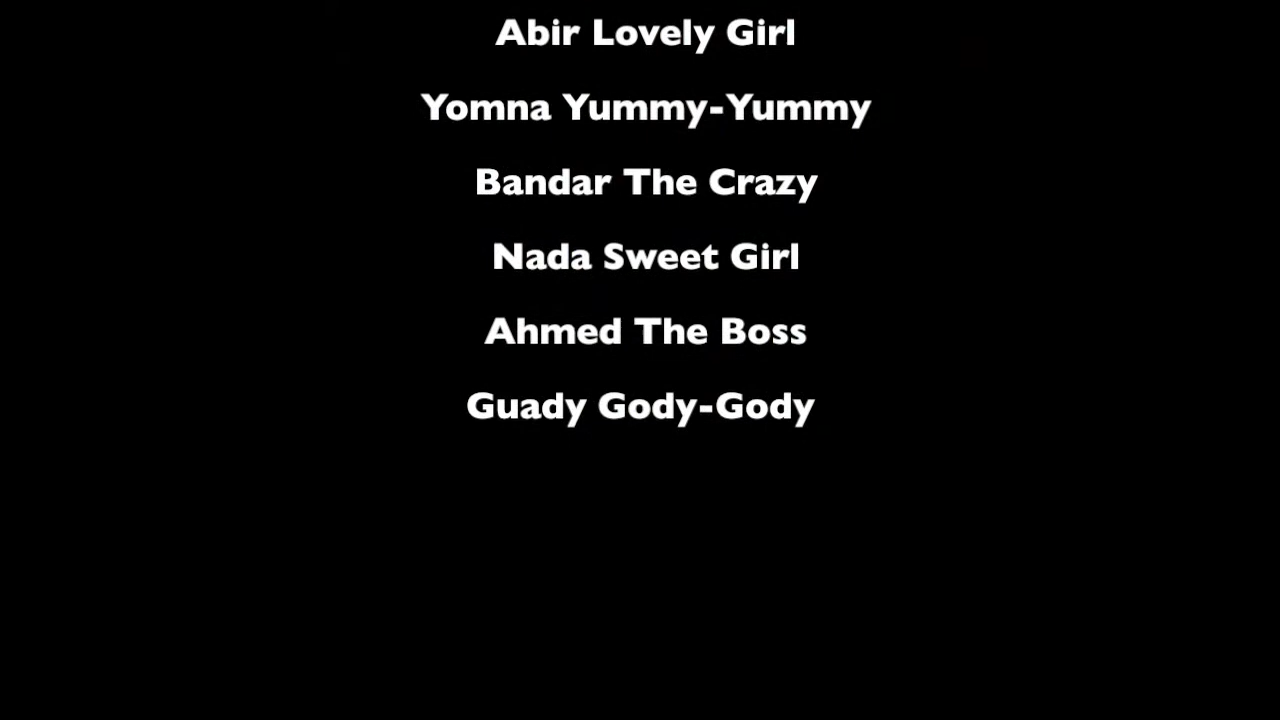 Abir Lovely Girl
Yomna Yummy-Yummy
Bandar The Crazy
Nada Sweet Girl
Ahmed The Boss
Guady Gody-Gody